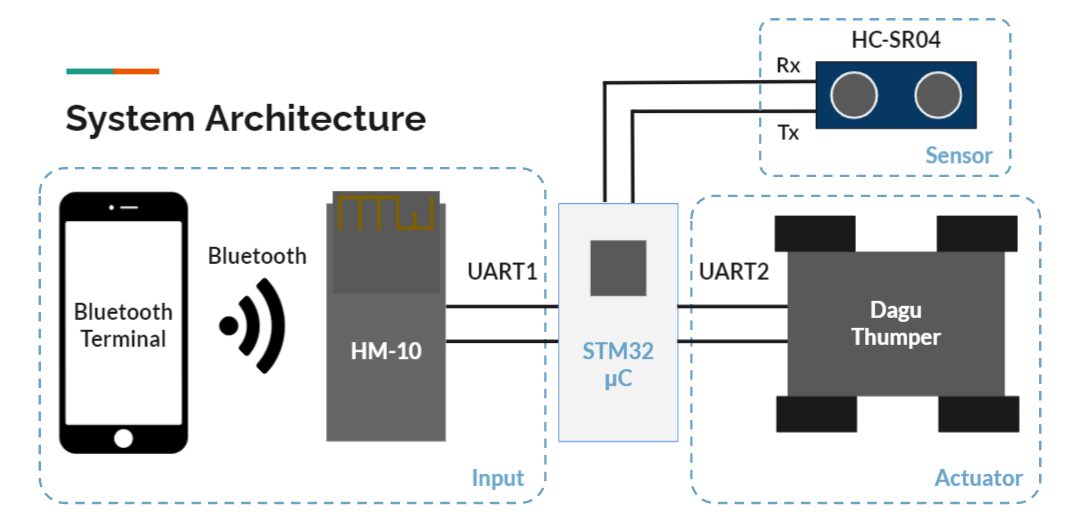 System Architecture
HC-SR04
Rx
Tx
Sensor
Bluetooth
Terminal
Bluetooth
HM-10
UART1
Input
STM32
µC
UART2
Dagu
Thumper
Actuator